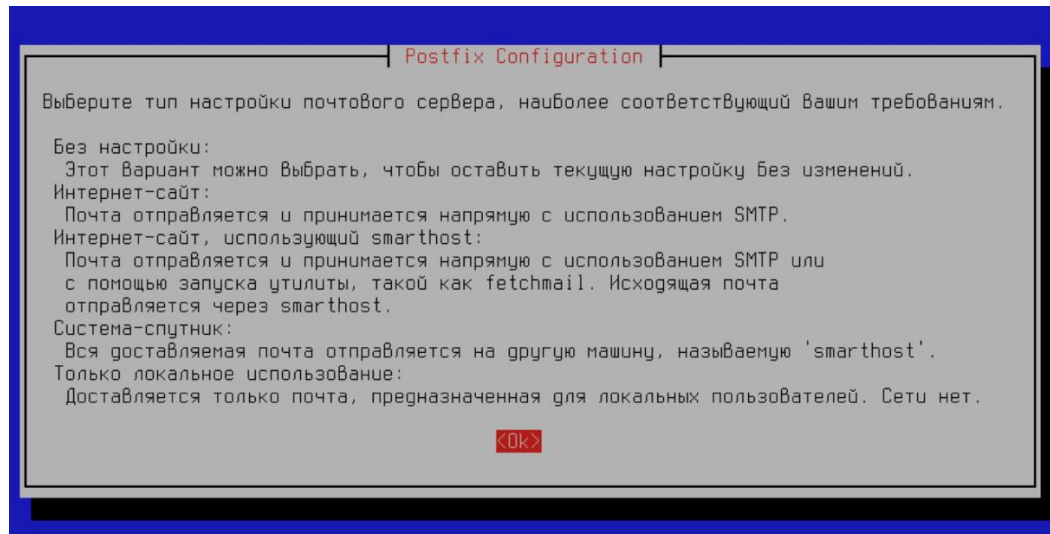 Postfix Configuration
Выберите тип настройки почтового сервера, наиболее соответствующий вашим требованиям.
Без настройки:
Этот вариант можно выбрать, чтобы оставить текущую настройку без изменений.
Интернет-сайт:
Почта отправляется и принимается напрямую с использованием SMTP.
Интернет-сайт, использующий smarthost:
Почта отправляется и принимается напрямую с использованием SMTP или
с помощью запуска утилиты, такой как fetchmail. Исходящая почта
отправляется через smarthost.
Система-спутник:
Вся доставляемая почта отправляется на другую машину, называемую 'smarthost'.
Только локальное использование:
Доставляется только почта, предназначенная для локальных пользователей. Сети нет.
<Ok>